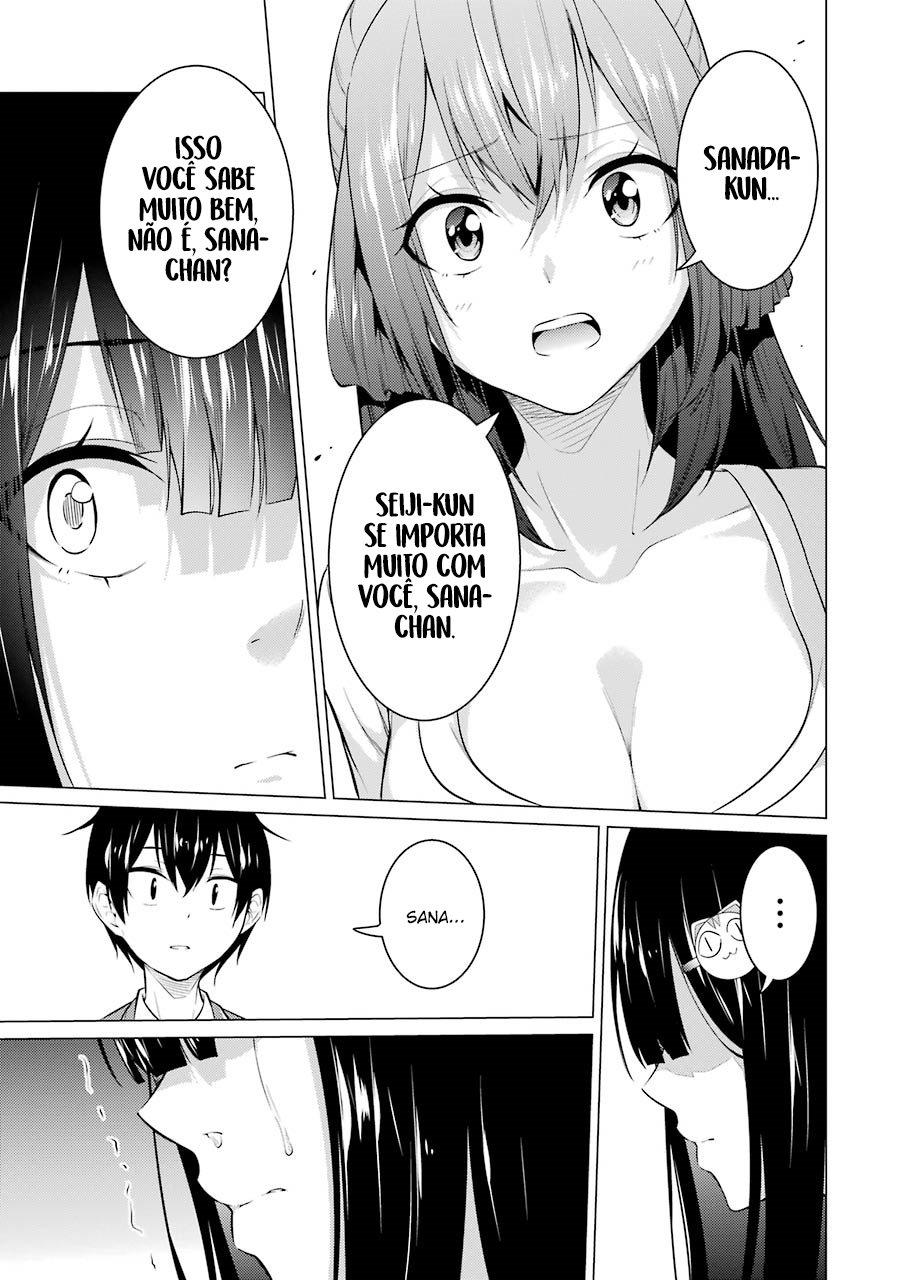 SANADA-
KUN...
SEIJI-KUN
SE IMPORTA
MUITO COM
VOCÊ, SANA-
CHAN.
ISSO
VOCÊ SABE
MUITO BEM,
NÃO É, SANA-
CHAN?
...
SANA...